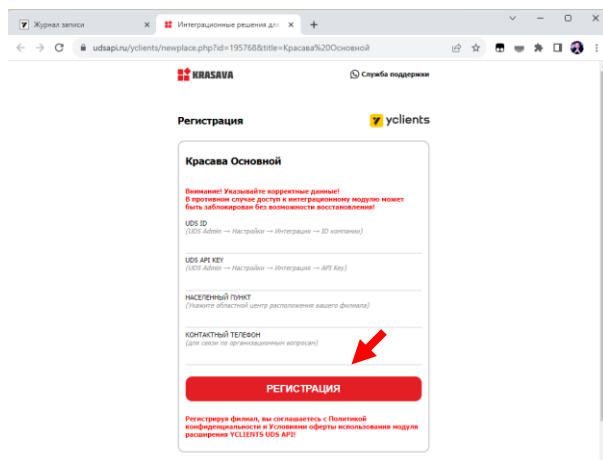 Журнал записи
Интеграционные решения для
udsapi.ru/yclients/newplace.php?id=195768&title=Красава%20Основной
KRASAVA
Служба поддержки
Регистрация
yclients
Красава Основной
Внимание! Указывайте корректные данные!
В противном случае доступ к интеграционному модулю может
быть заблокирован без возможности восстановления!
UDS ID
(UDS Admin → Настройки → Интеграция → ID компании)
UDS API KEY
(UDS Admin → Настройки → Интеграция → API Key)
НАСЕЛЕННЫЙ ПУНКТ
(Укажите областной центр расположения вашего филиала)
КОНТАКТНЫЙ ТЕЛЕФОН
(для связи по организационным вопросам)
РЕГИСТРАЦИЯ
Регистрируя филиал, вы соглашаетесь с Политикой
конфиденциальности и Условиями оферты использования модуля
расширения YCLIENTS UDS API!